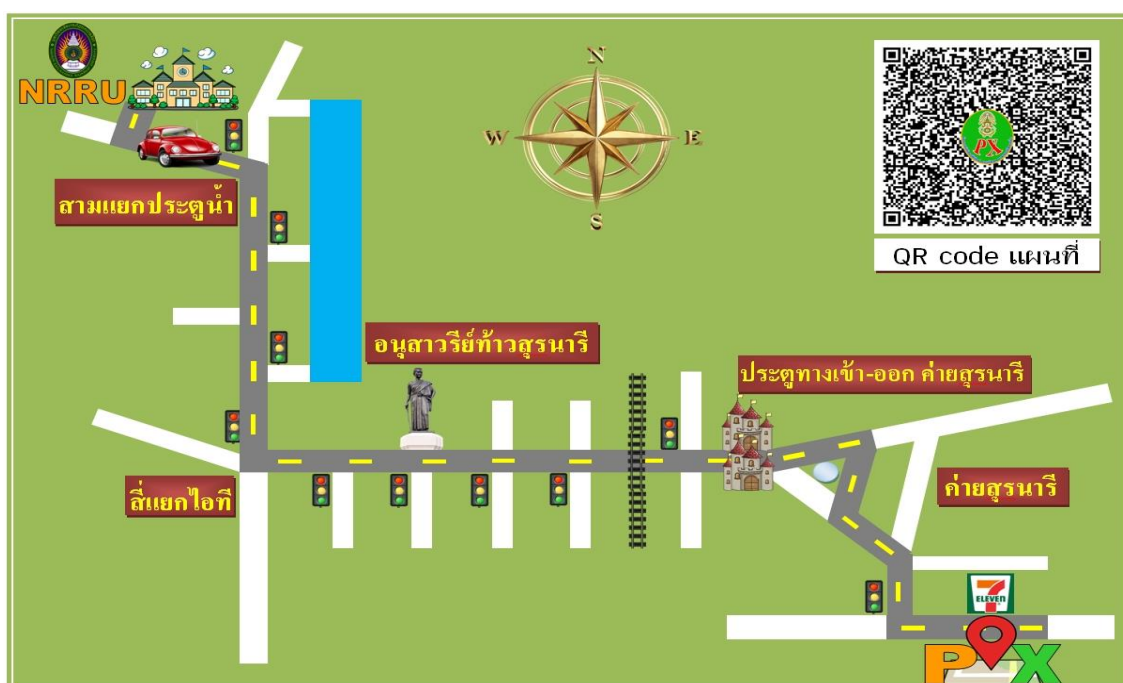 NRRU
N
W
E
S
PX
QR code แผนที่
สามแยกประตูน้ำ
อนุสาวรีย์ท้าวสุรนารี
ประตูทางเข้า-ออก ค่ายสุรนารี
สี่แยกไอที
ค่ายสุรนารี
7
ELEVEN
PX